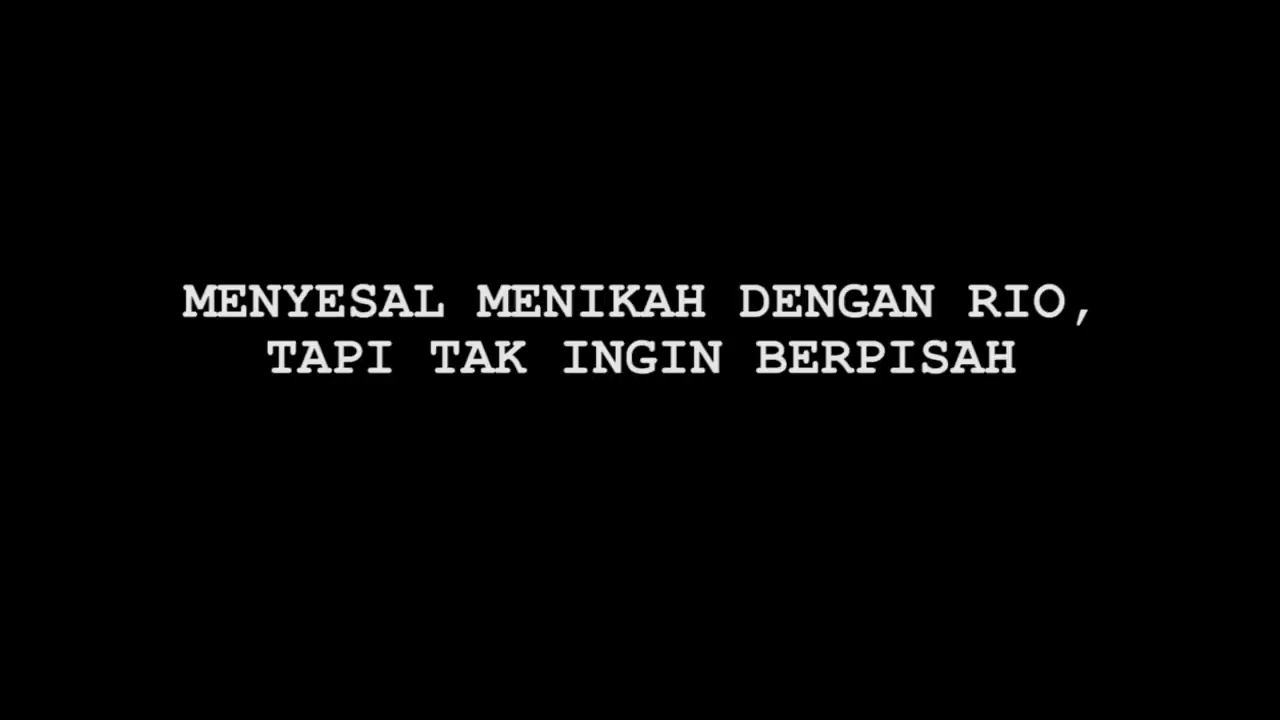 MENYESAL MENIKAH DENGAN RIO,
TAPI TAK INGIN BERPISAH